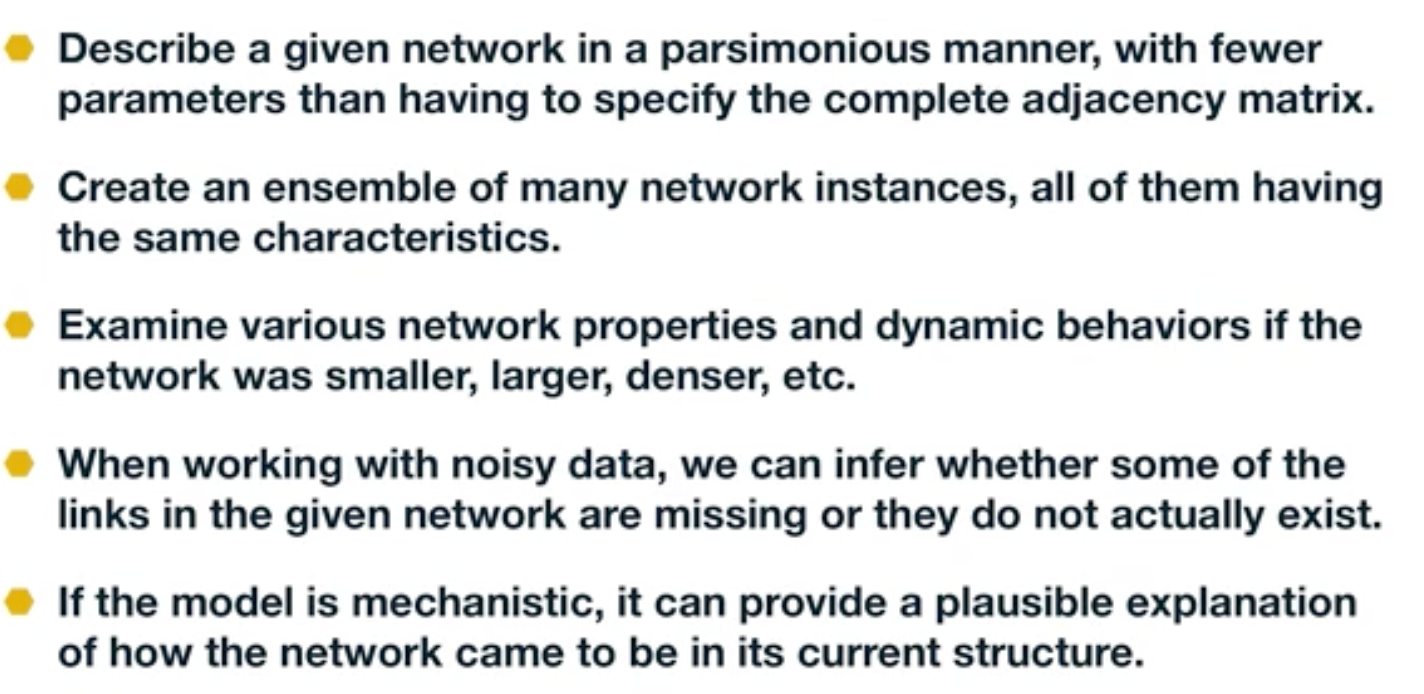 Describe a given network in a parsimonious manner, with fewer
parameters than having to specify the complete adjacency matrix.
Create an ensemble of many network instances, all of them having
the same characteristics.
Examine various network properties and dynamic behaviors if the
network was smaller, larger, denser, etc.
When working with noisy data, we can infer whether some of the
links in the given network are missing or they do not actually exist.
If the model is mechanistic, it can provide a plausible explanation
of how the network came to be in its current structure.